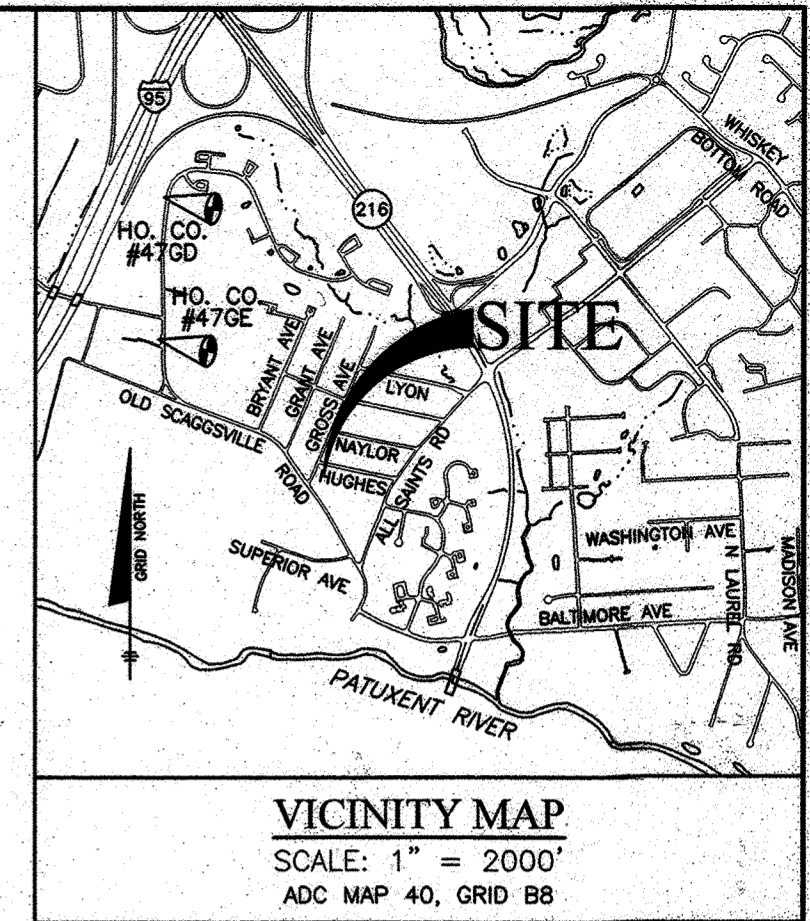 95
216
WHISKEY
BOTTOM ROAD
HO. CO.
#47GD
HO. CO.
#47GE
SITE
BRYANT AVE
GRANT AVE
GROSS AVE
LYON
OLD SCAGGSVILLE
ROAD
NAYLOR
HUGHES
ALL SAINTS RD
GRID NORTH
SUPERIOR AVE
WASHINGTON AVE
N LAUREL RD
MADISON AVE
BALTIMORE AVE
PATUXENT RIVER
VICINITY MAP
SCALE: 1" = 2000'
ADC MAP 40, GRID B8